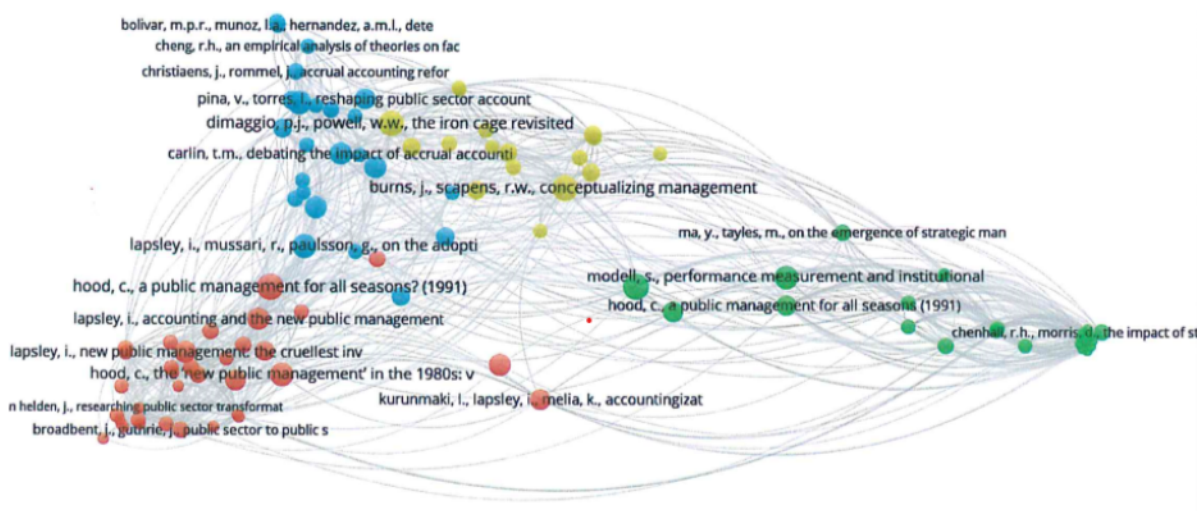 bolivar, m.p.r., munoz, l.a., hernandez, a.m.l., dete
cheng, r.h., an empirical analysis of theories on fac
christiaens, j., rommel, j., accrual accounting refor
pina, v., torres, l., reshaping public sector account
dimaggio, p.j., powell, w.w., the iron cage revisited
carlin, t.m., debating the impact of accrual accounti
burns, j., scapens, r.w., conceptualizing management
ma, y., tayles, m., on the emergence of strategic man
lapsley, i., mussari, r., paulsson, g., on the adopti
modell, s., performance measurement and institutional
hood, c., a public management for all seasons? (1991)
hood, c., a public management for all seasons (1991)
lapsley, i., accounting and the new public management
chenhall, r.h., morris, d., the impact of st
lapsley, i., new public management: the cruellest inv
hood, c., the 'new public management' in the 1980s: v
kurunmaki, l., lapsley, i., melia, k., accountingizat
n helden, j., researching public sector transformat
broadbent, j., guthrie, j., public sector to public s